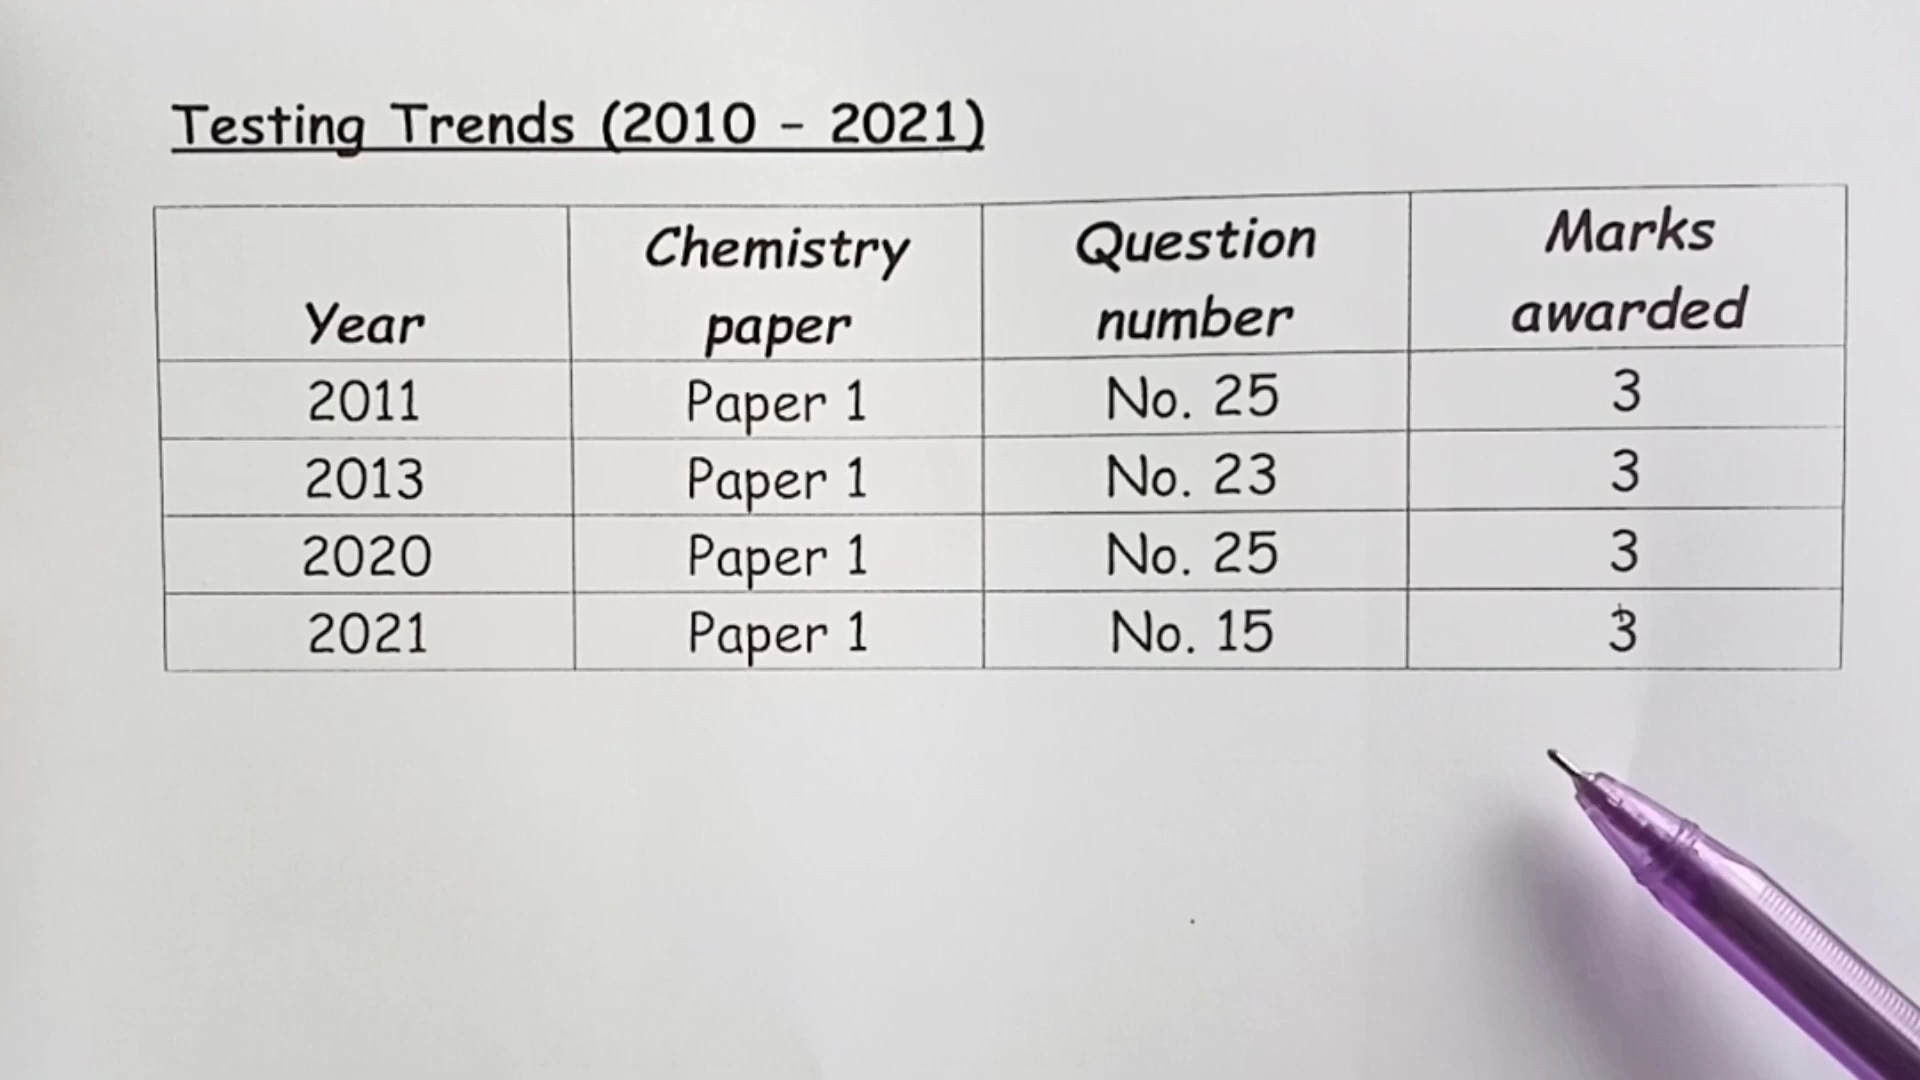 Testing Trends (2010 - 2021)
Year Chemistry paper Question number Marks awarded
2011 Paper 1 No. 25 3
2013 Paper 1 No. 23 3
2020 Paper 1 No. 25 3
2021 Paper 1 No. 15 3